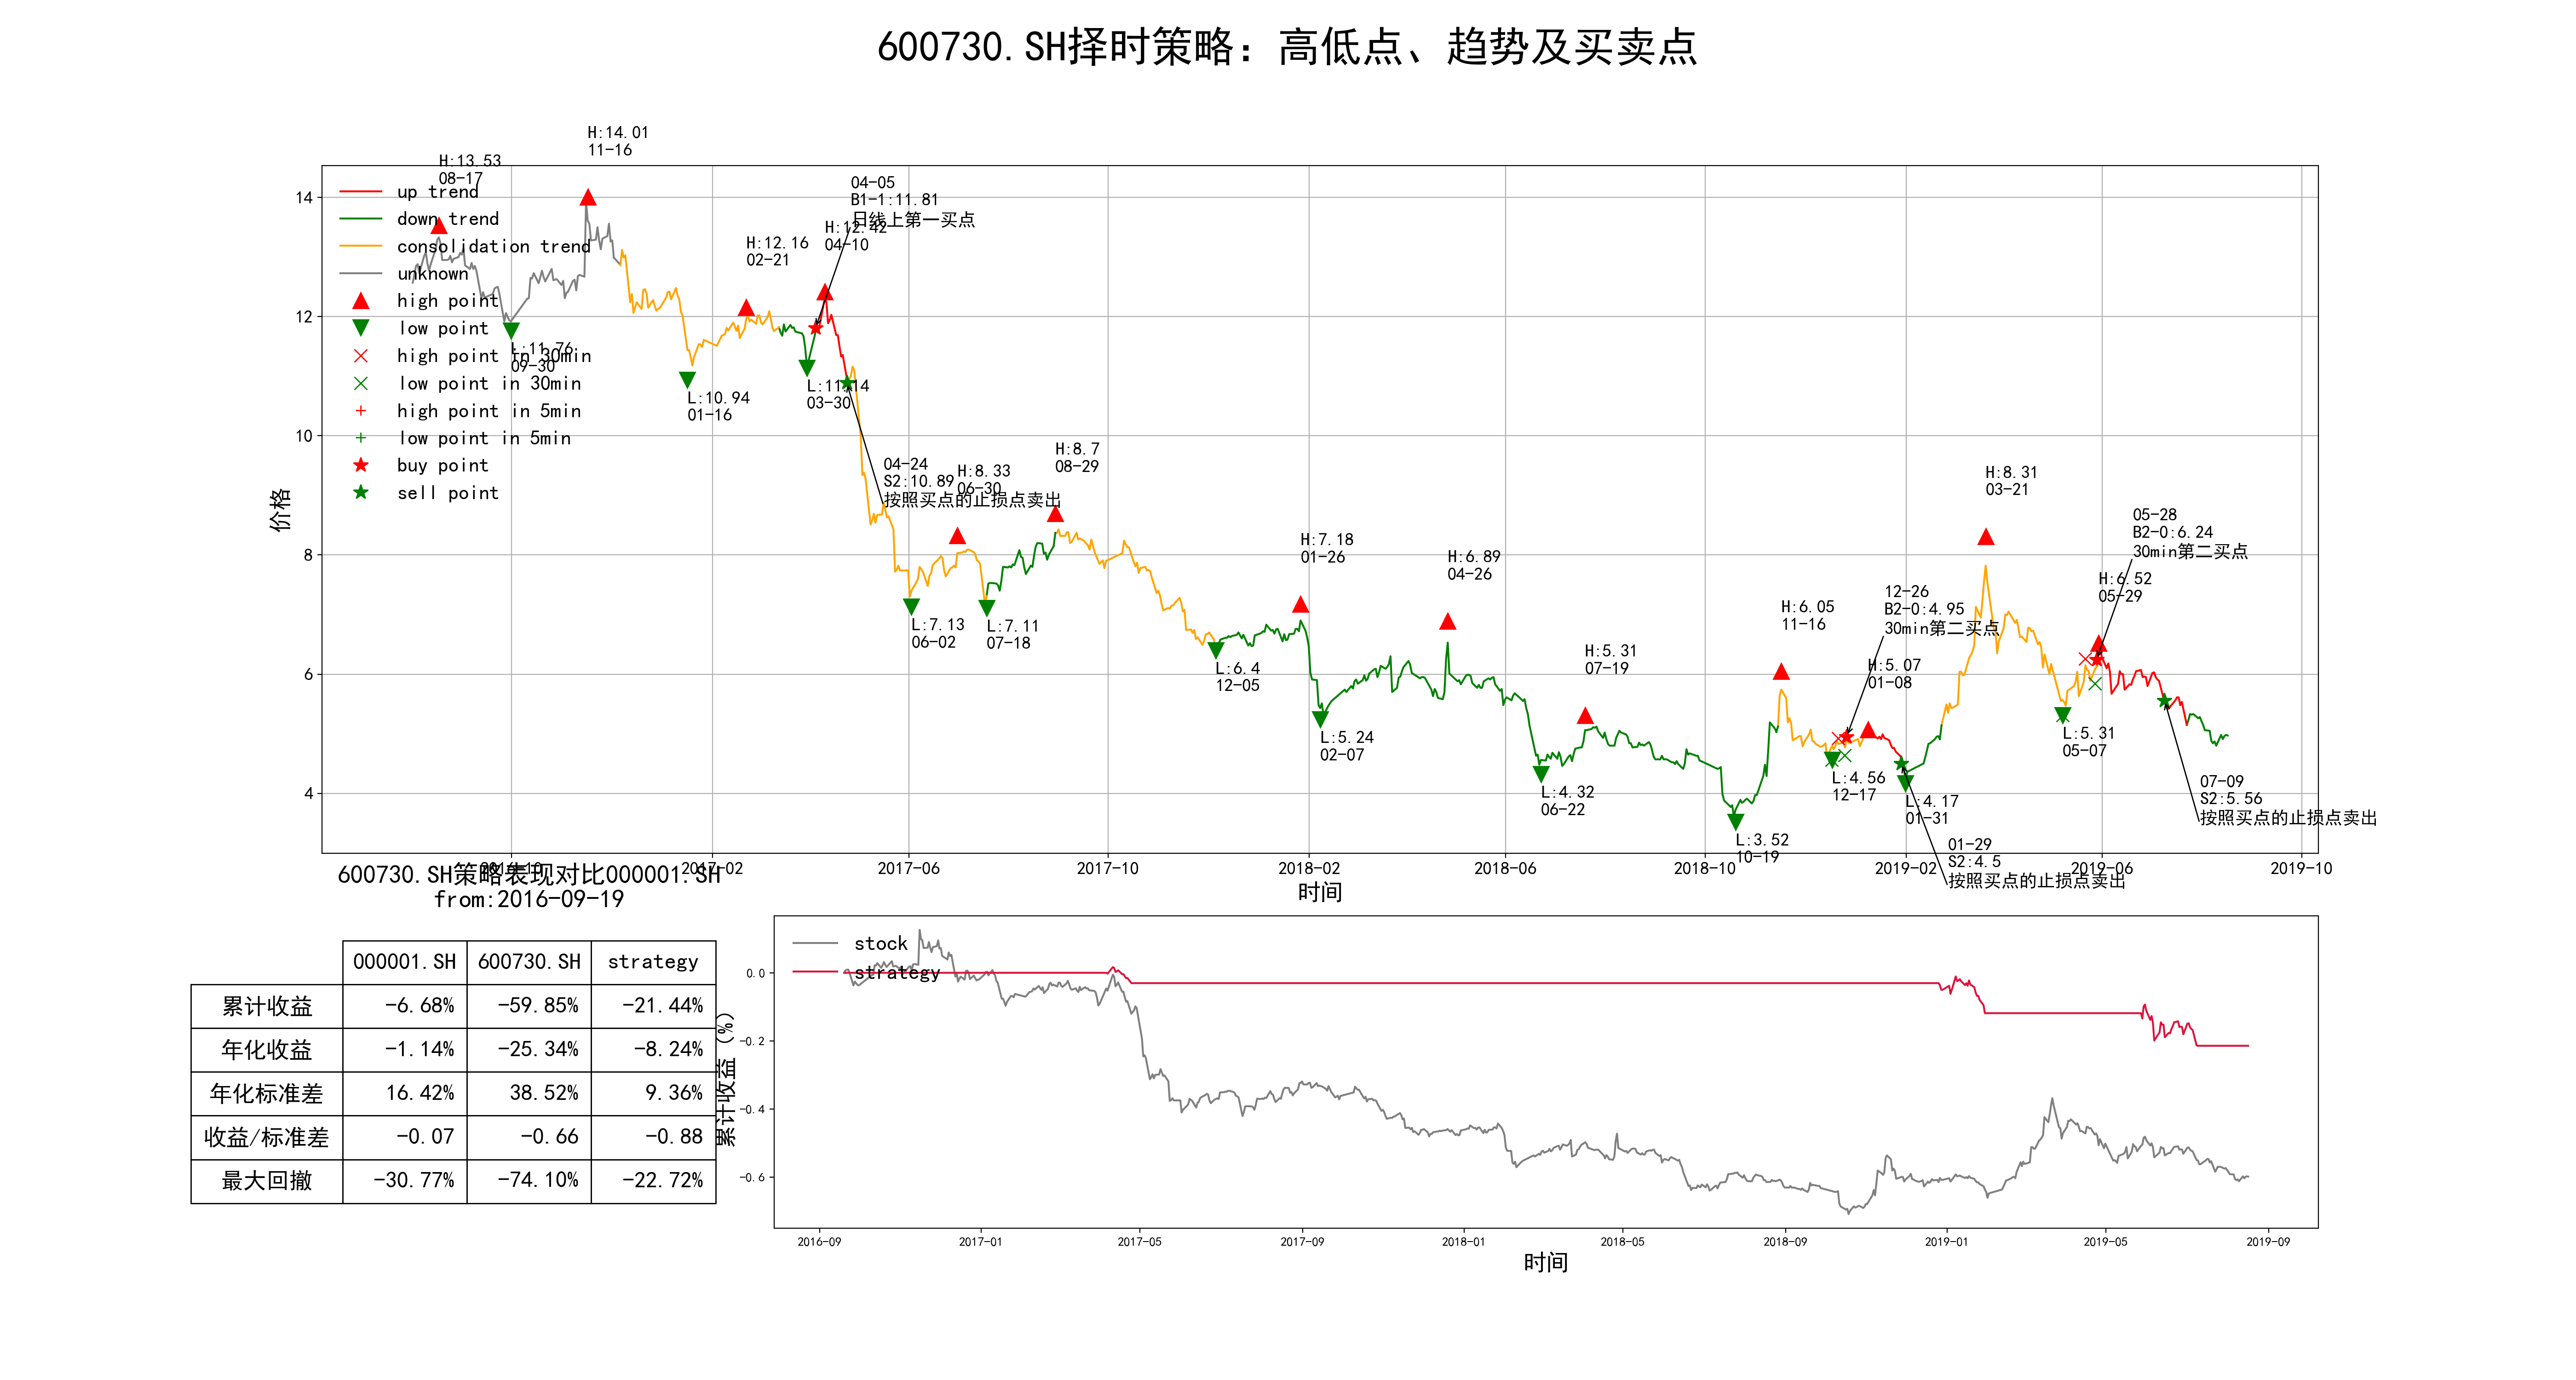 600730.SH择时策略：高低点、趋势及买卖点
H:14.01
11-16
H:13.53
08-17
up trend
down trend
consolidation trend
unknown
high point
low point
high point in 30min
low point in 30min
high point in 5min
low point in 5min
buy point
sell point
L:11.76
09-30
L:10.94
01-16
H:12.16
02-21
L:11.14
03-30
04-05
B1-1:11.81
日线上第一买点
H:12.42
04-10
04-24
S2:10.89
按照买点的止损点卖出
L:7.13
06-02
H:8.33
06-30
L:7.11
07-18
H:8.7
08-29
L:6.4
12-05
H:7.18
01-26
L:5.24
02-07
H:6.89
04-26
L:4.32
06-22
H:5.31
07-19
L:3.52
10-19
H:6.05
11-16
L:4.56
12-17
12-26
B2-0:4.95
30min第二买点
H:5.07
01-08
01-29
S2:4.5
按照买点的止损点卖出
L:4.17
01-31
H:8.31
03-21
L:5.31
05-07
05-28
B2-0:6.24
30min第二买点
H:6.52
05-29
07-09
S2:5.56
按照买点的止损点卖出
价格
14
12
10
8
6
4
2016-10
2017-02
2017-06
2017-10
2018-02
2018-06
2018-10
2019-02
2019-06
2019-10
时间
600730.SH策略表现对比000001.SH
from:2016-09-19
000001.SH 600730.SH strategy
累计收益 -6.68% -59.85% -21.44%
年化收益 -1.14% -25.34% -8.24%
年化标准差 16.42% 38.52% 9.36%
收益/标准差 -0.07 -0.66 -0.88
最大回撤 -30.77% -74.10% -22.72%
累计收益（%）
stock
strategy
0.0
-0.2
-0.4
-0.6
2016-09
2017-01
2017-05
2017-09
2018-01
2018-05
2018-09
2019-01
2019-05
2019-09
时间